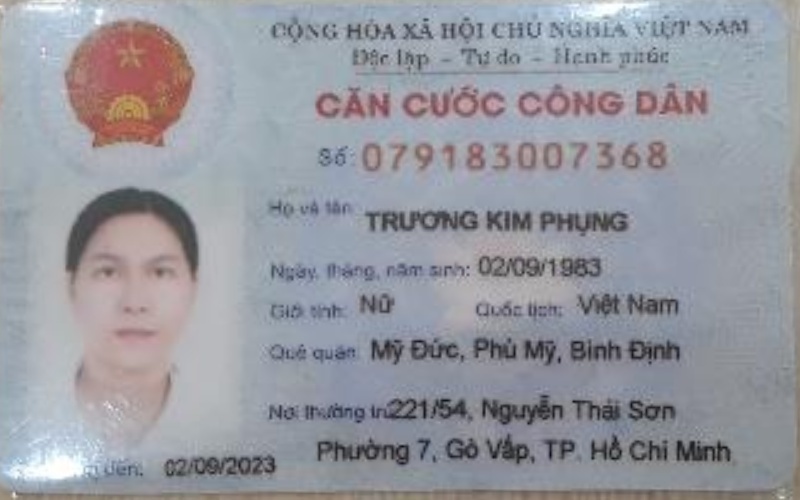 CỘNG HÒA XÃ HỘI CHỦ NGHĨA VIỆT NAM
Độc lập - Tự do - Hạnh phúc
CĂN CƯỚC CÔNG DÂN
Số: 079183007368
Họ và tên: TRƯƠNG KIM PHỤNG
Ngày, tháng, năm sinh: 02/09/1983
Giới tính: Nữ Quốc tịch: Việt Nam
Quê quán: Mỹ Đức, Phù Mỹ, Bình Định
Nơi thường trú: 221/54, Nguyễn Thái Sơn
Phường 7, Gò Vấp, TP. Hồ Chí Minh
đến: 02/09/2023